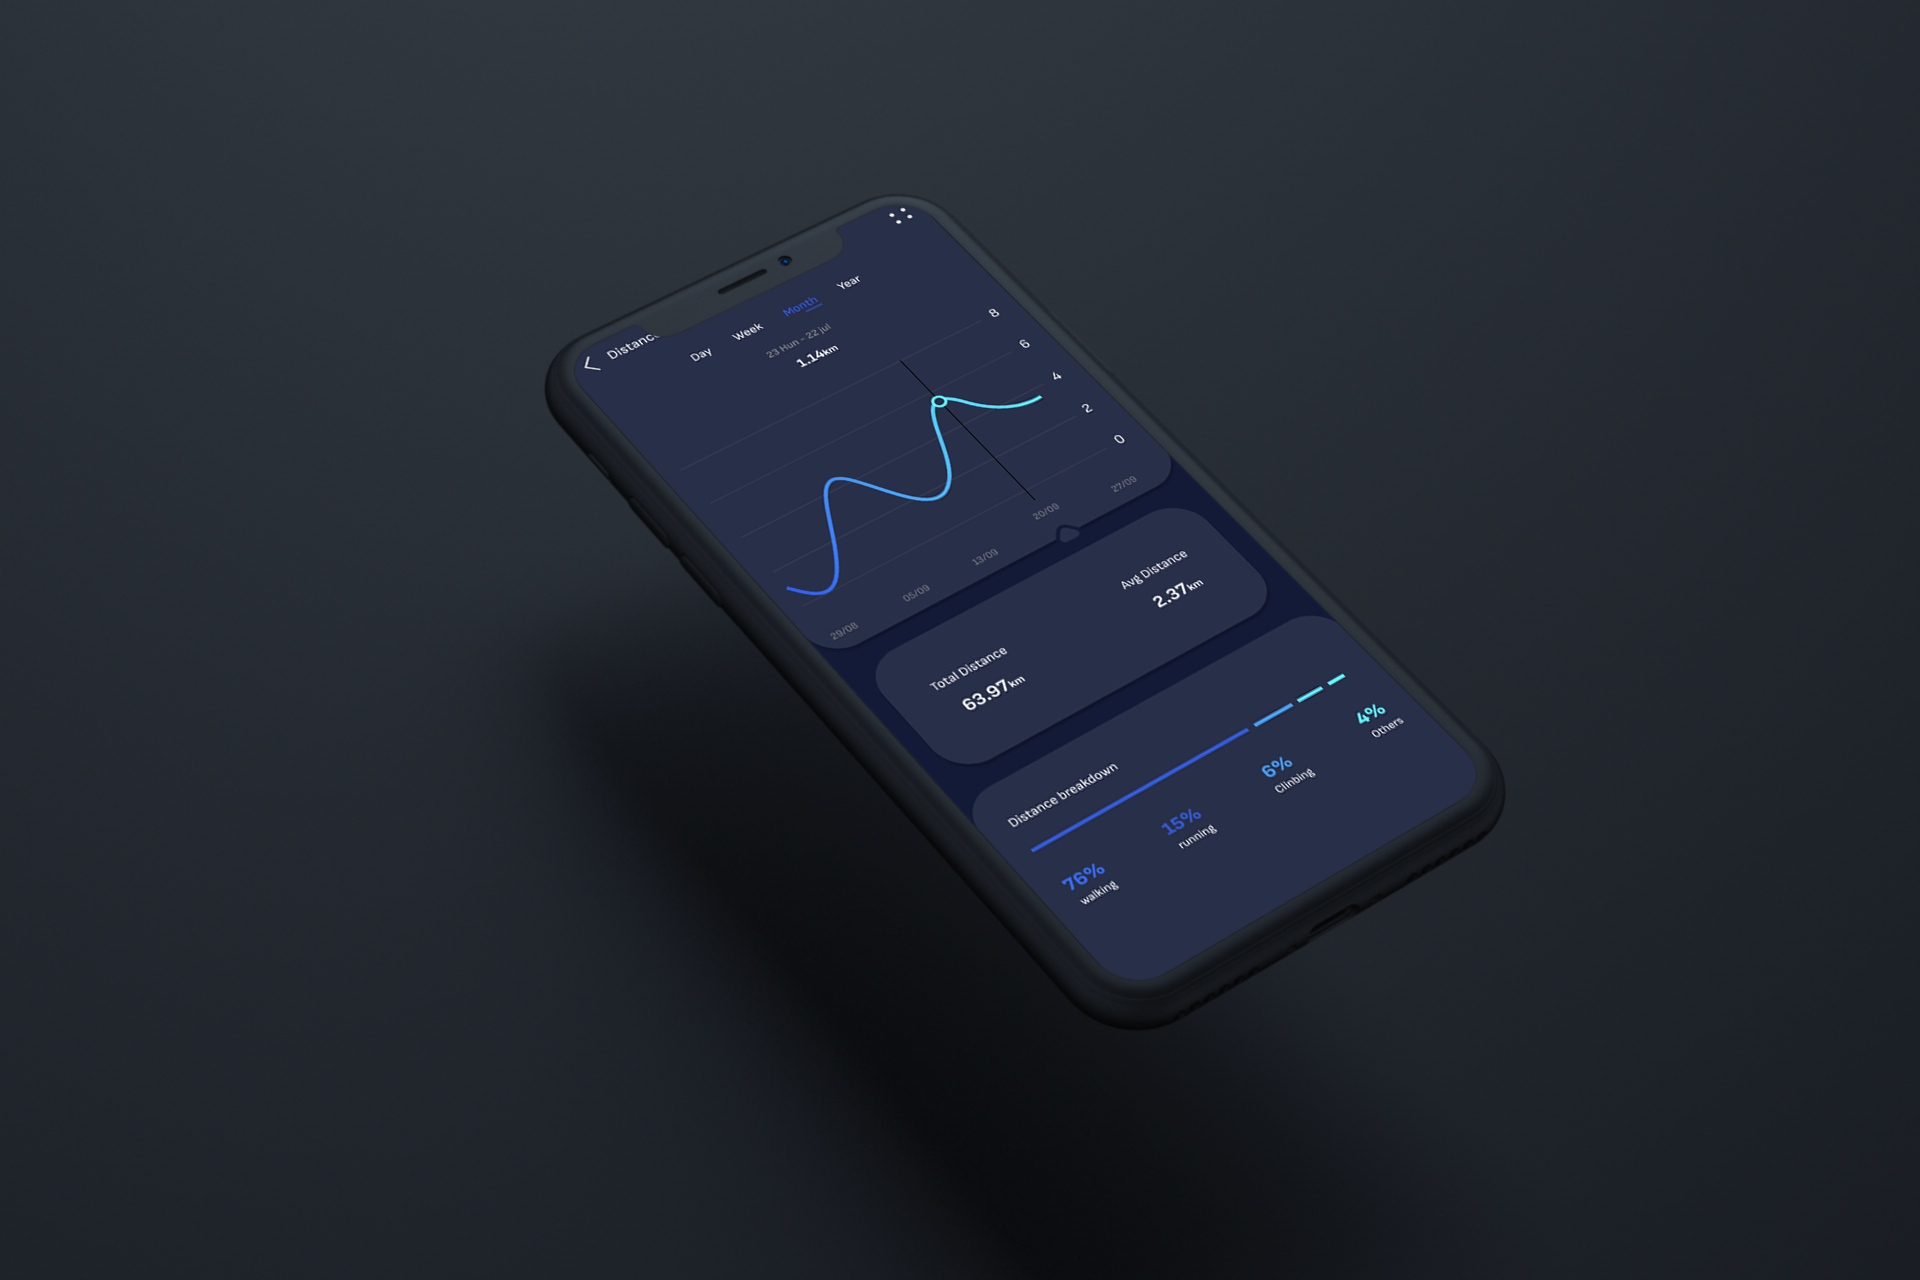 Distanc
Day
Week
Month
Year
23 Hun - 22 jul
1.14km
8
6
4
2
0
29/08
05/09
13/09
20/09
27/09
Total Distance
63.97km
Avg Distance
2.37km
Distance breakdown
76%
walking
15%
running
6%
Clinbing
4%
Others